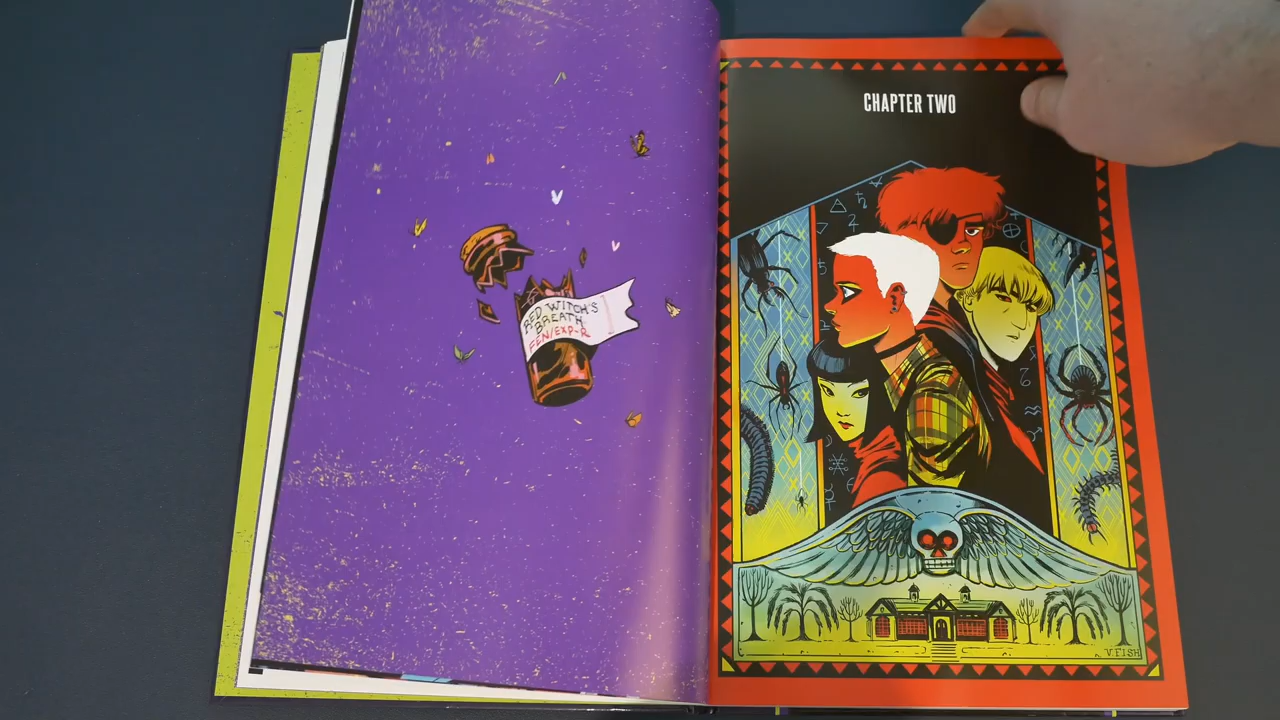 RED WITCH'S
BREATH
FEN/EXP-R
CHAPTER TWO
V.FISH